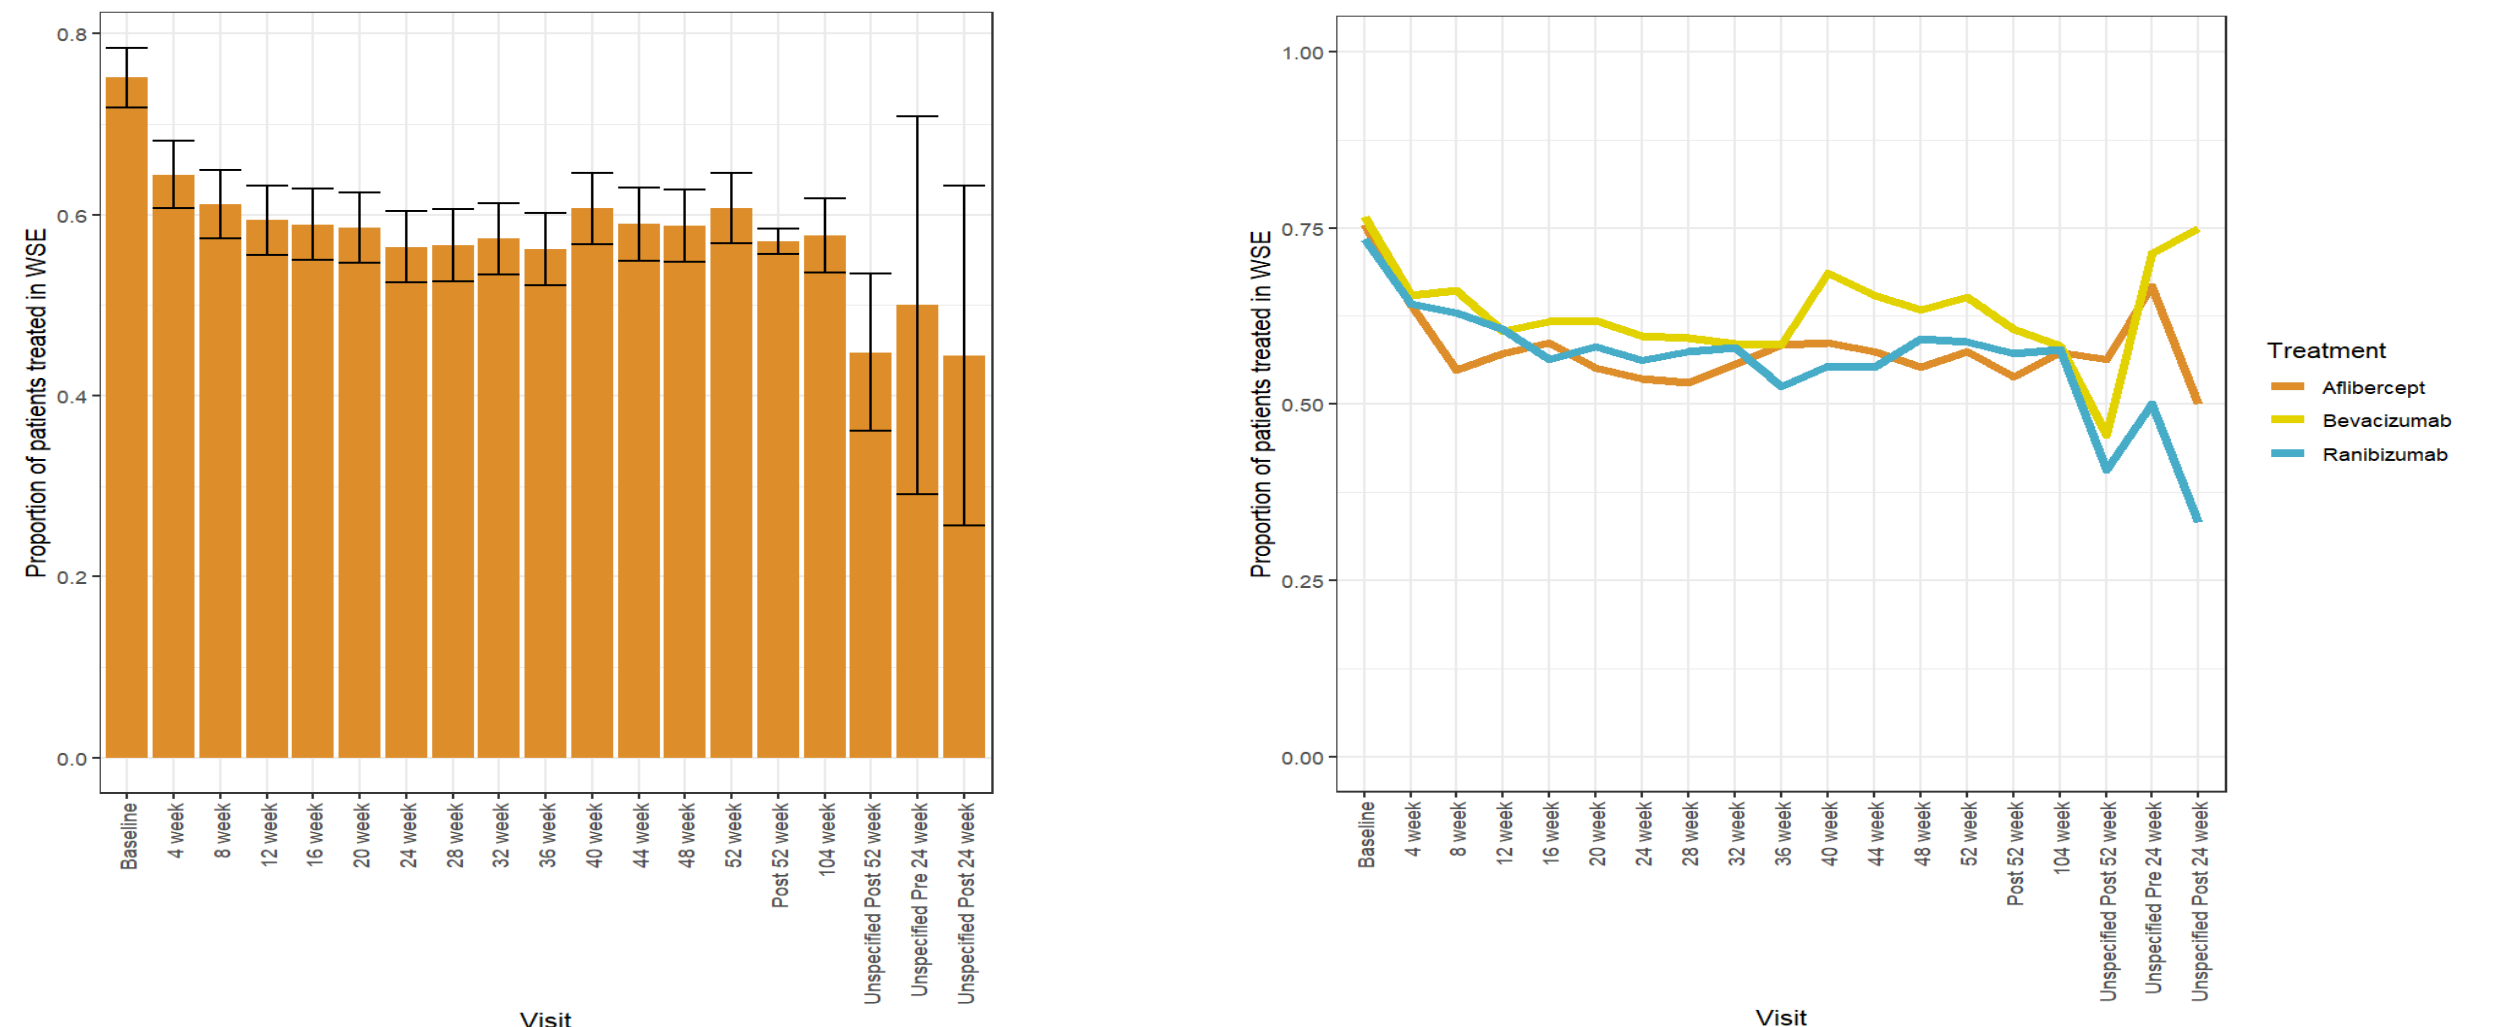 Proportion of patients treated in WSE
0.8
0.6
0.4
0.2
0.0
Baseline
4 week
8 week
12 week
16 week
20 week
24 week
28 week
32 week
36 week
40 week
44 week
48 week
52 week
Post 52 week
104 week
Unspecified Post 52 week
Unspecified Pre 24 week
Unspecified Post 24 week
Visit
Proportion of patients treated in WSE
1.00
0.75
0.50
0.25
0.00
Baseline
4 week
8 week
12 week
16 week
20 week
24 week
28 week
32 week
36 week
40 week
44 week
48 week
52 week
Post 52 week
104 week
Unspecified Post 52 week
Unspecified Pre 24 week
Unspecified Post 24 week
Visit
Treatment
Aflibercept
Bevacizumab
Ranibizumab